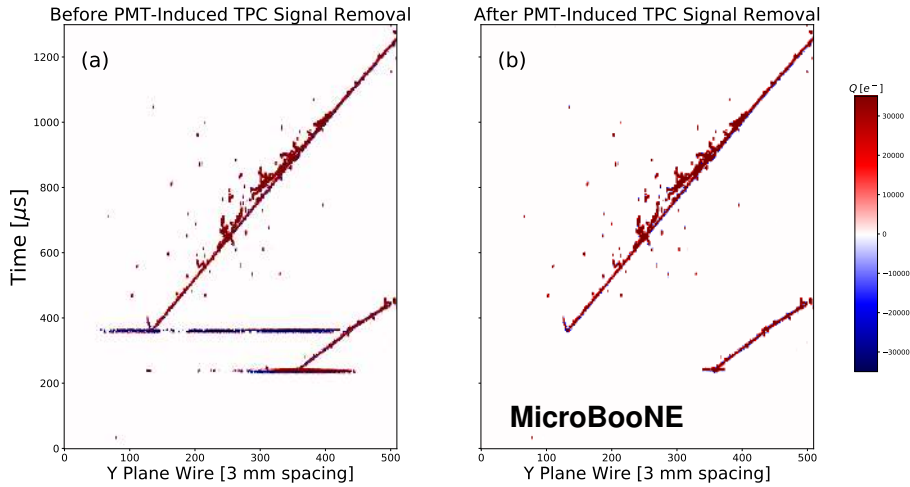 Before PMT-Induced TPC Signal Removal
After PMT-Induced TPC Signal Removal
(a)
(b)
Q [e⁻]
Time [μs]
1200
1000
800
600
400
200
0
30000
20000
10000
0
−10000
−20000
−30000
MicroBooNE
0 100 200 300 400 500
0 100 200 300 400 500
Y Plane Wire [3 mm spacing]
Y Plane Wire [3 mm spacing]